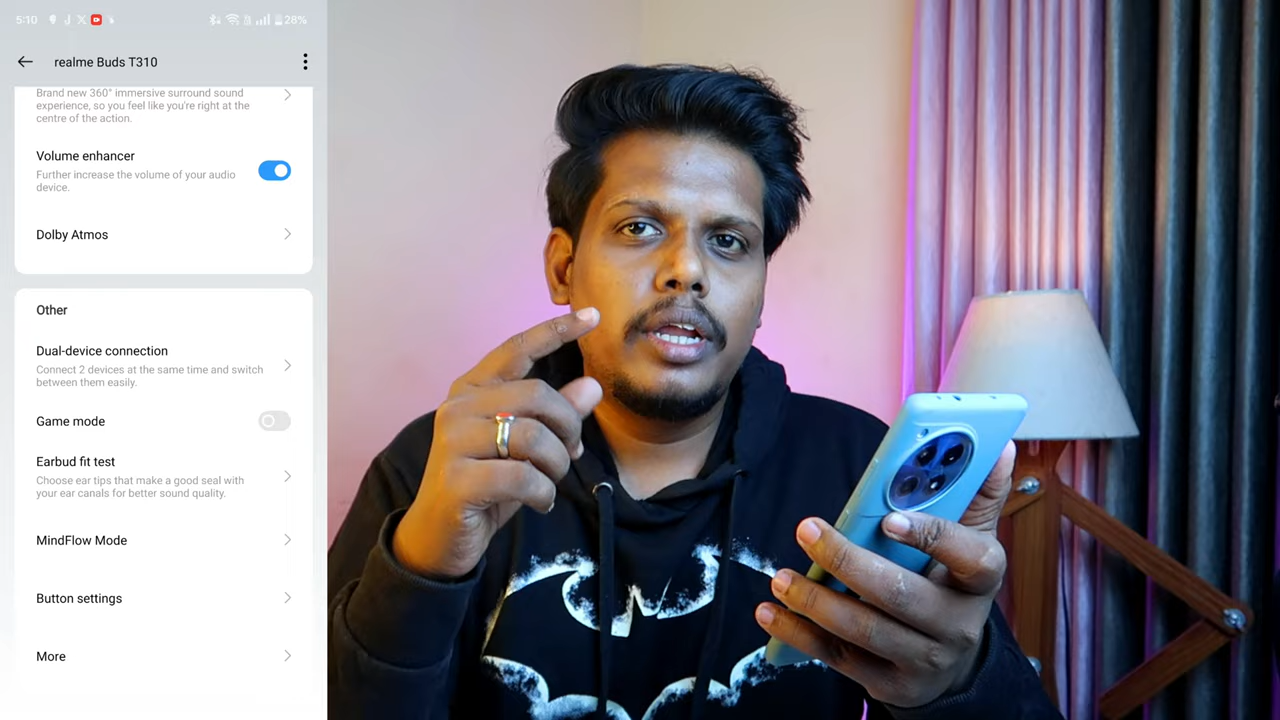 5:10
28%
realme Buds T310
Brand new 360° immersive surround sound
experience, so you feel like you're right at the
centre of the action.
Volume enhancer
Further increase the volume of your audio
device.
Dolby Atmos
Other
Dual-device connection
Connect 2 devices at the same time and switch
between them easily.
Game mode
Earbud fit test
Choose ear tips that make a good seal with
your ear canals for better sound quality.
MindFlow Mode
Button settings
More